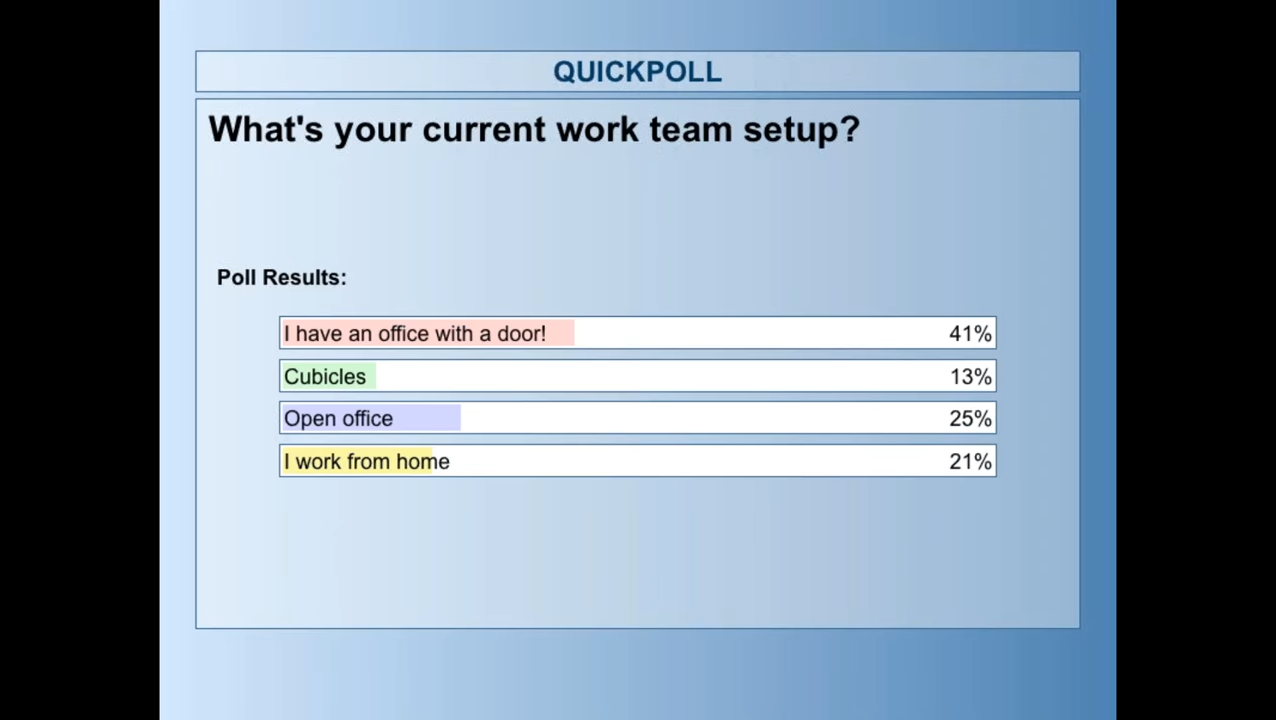 QUICKPOLL
What's your current work team setup?
Poll Results:
I have an office with a door! 41%
Cubicles 13%
Open office 25%
I work from home 21%